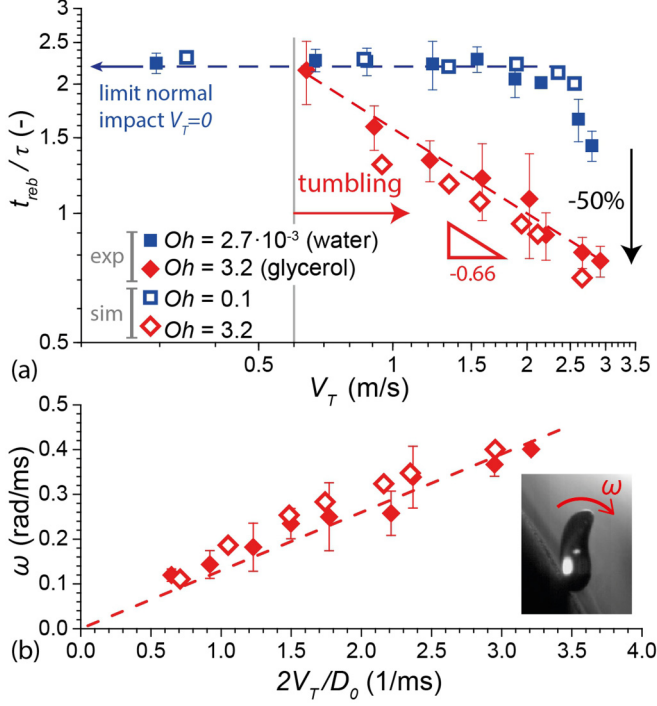 3
2.2
2
1.5
1
0.5
t_reb / τ (-)
limit normal
impact V_T=0
tumbling
-50%
-0.66
exp
Oh = 2.7·10⁻³ (water)
Oh = 3.2 (glycerol)
sim
Oh = 0.1
Oh = 3.2
0.5 1 1.5 2 2.5 3 3.5
(a)
V_T (m/s)
0.5
0.4
0.3
0.2
0.1
0.0
ω (rad/ms)
ω
0.0 0.5 1.0 1.5 2.0 2.5 3.0 3.5 4.0
(b)
2V_T/D_0 (1/ms)